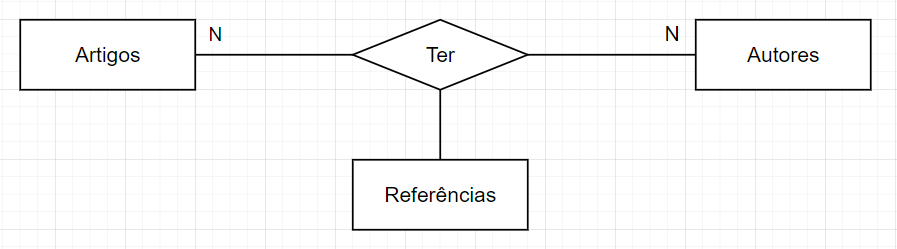 N
N
Artigos
Ter
Autores
Referências